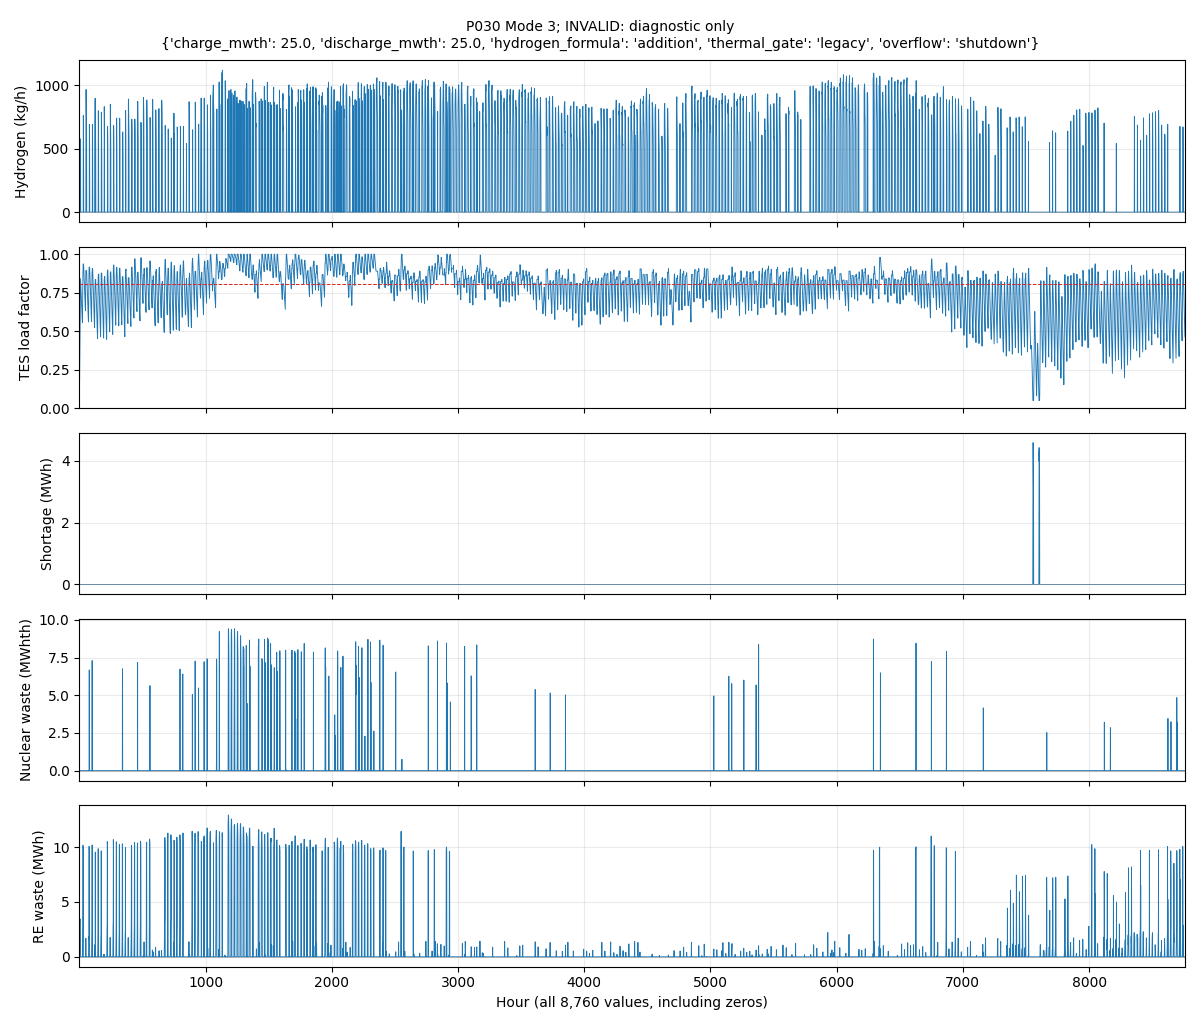 P030 Mode 3; INVALID: diagnostic only
{'charge_mwth': 25.0, 'discharge_mwth': 25.0, 'hydrogen_formula': 'addition', 'thermal_gate': 'legacy', 'overflow': 'shutdown'}
Hydrogen (kg/h)
1000
500
0
TES load factor
1.00
0.75
0.50
0.25
0.00
Shortage (MWh)
4
2
0
Nuclear waste (MWhth)
10.0
7.5
5.0
2.5
0.0
RE waste (MWh)
10
5
0
1000 2000 3000 4000 5000 6000 7000 8000
Hour (all 8,760 values, including zeros)